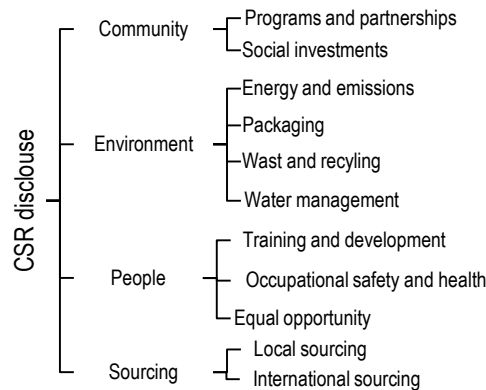 CSR disclouse
Community
Programs and partnerships
Social investments
Environment
Energy and emissions
Packaging
Wast and recyling
Water management
People
Training and development
Occupational safety and health
Equal opportunity
Sourcing
Local sourcing
International sourcing